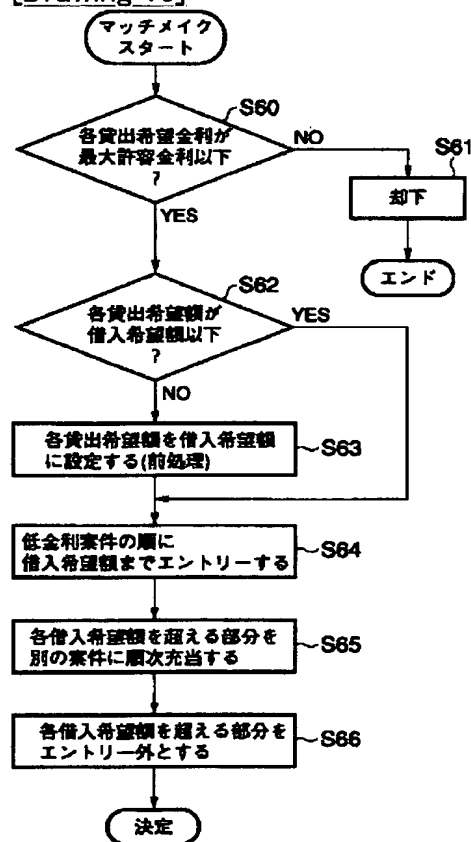 マッチメイク
スタート
S60
各貸出希望金利が
最大許容金利以下
?
NO
S61
却下
エンド
YES
S62
各貸出希望額が
借入希望額以下
?
YES
NO
各貸出希望額を借入希望額
に設定する(前処理)
S63
低金利案件の順に
借入希望額までエントリーする
S64
各借入希望額を超える部分を
別の案件に順次充当する
S65
各借入希望額を超える部分を
エントリー外とする
S66
決定